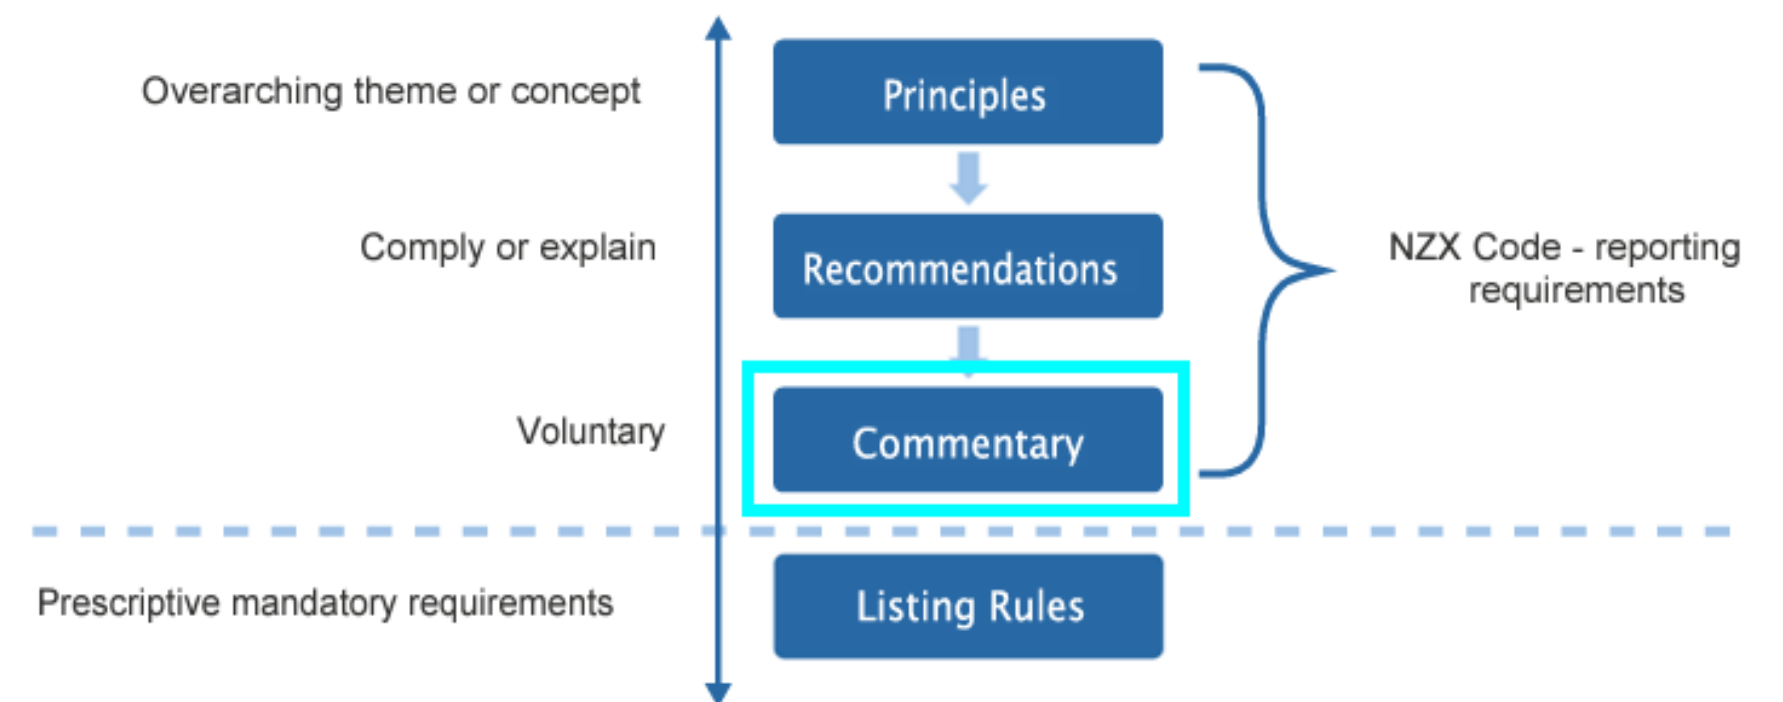 Overarching theme or concept
Principles
Comply or explain
Recommendations
NZX Code - reporting
requirements
Voluntary
Commentary
Prescriptive mandatory requirements
Listing Rules